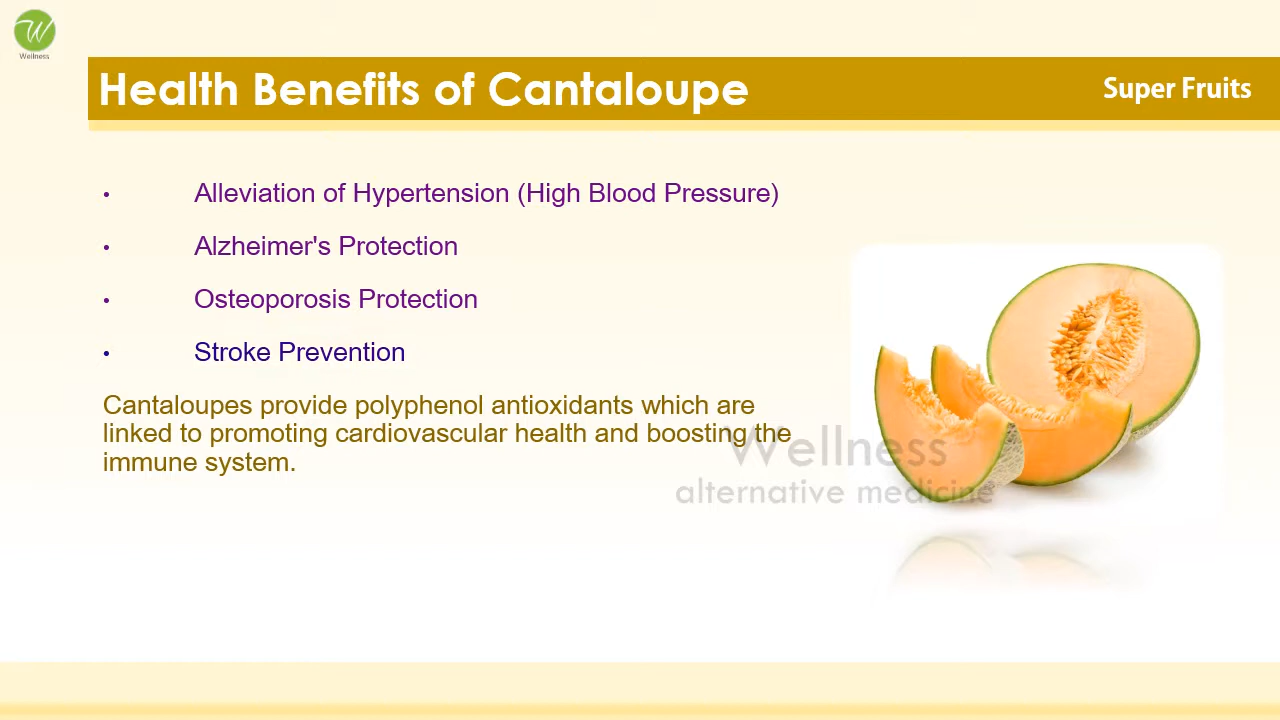 Wellness
Health Benefits of Cantaloupe
Super Fruits
• Alleviation of Hypertension (High Blood Pressure)
• Alzheimer's Protection
• Osteoporosis Protection
• Stroke Prevention
Cantaloupes provide polyphenol antioxidants which are
linked to promoting cardiovascular health and boosting the
immune system.
Wellness
alternative medicine